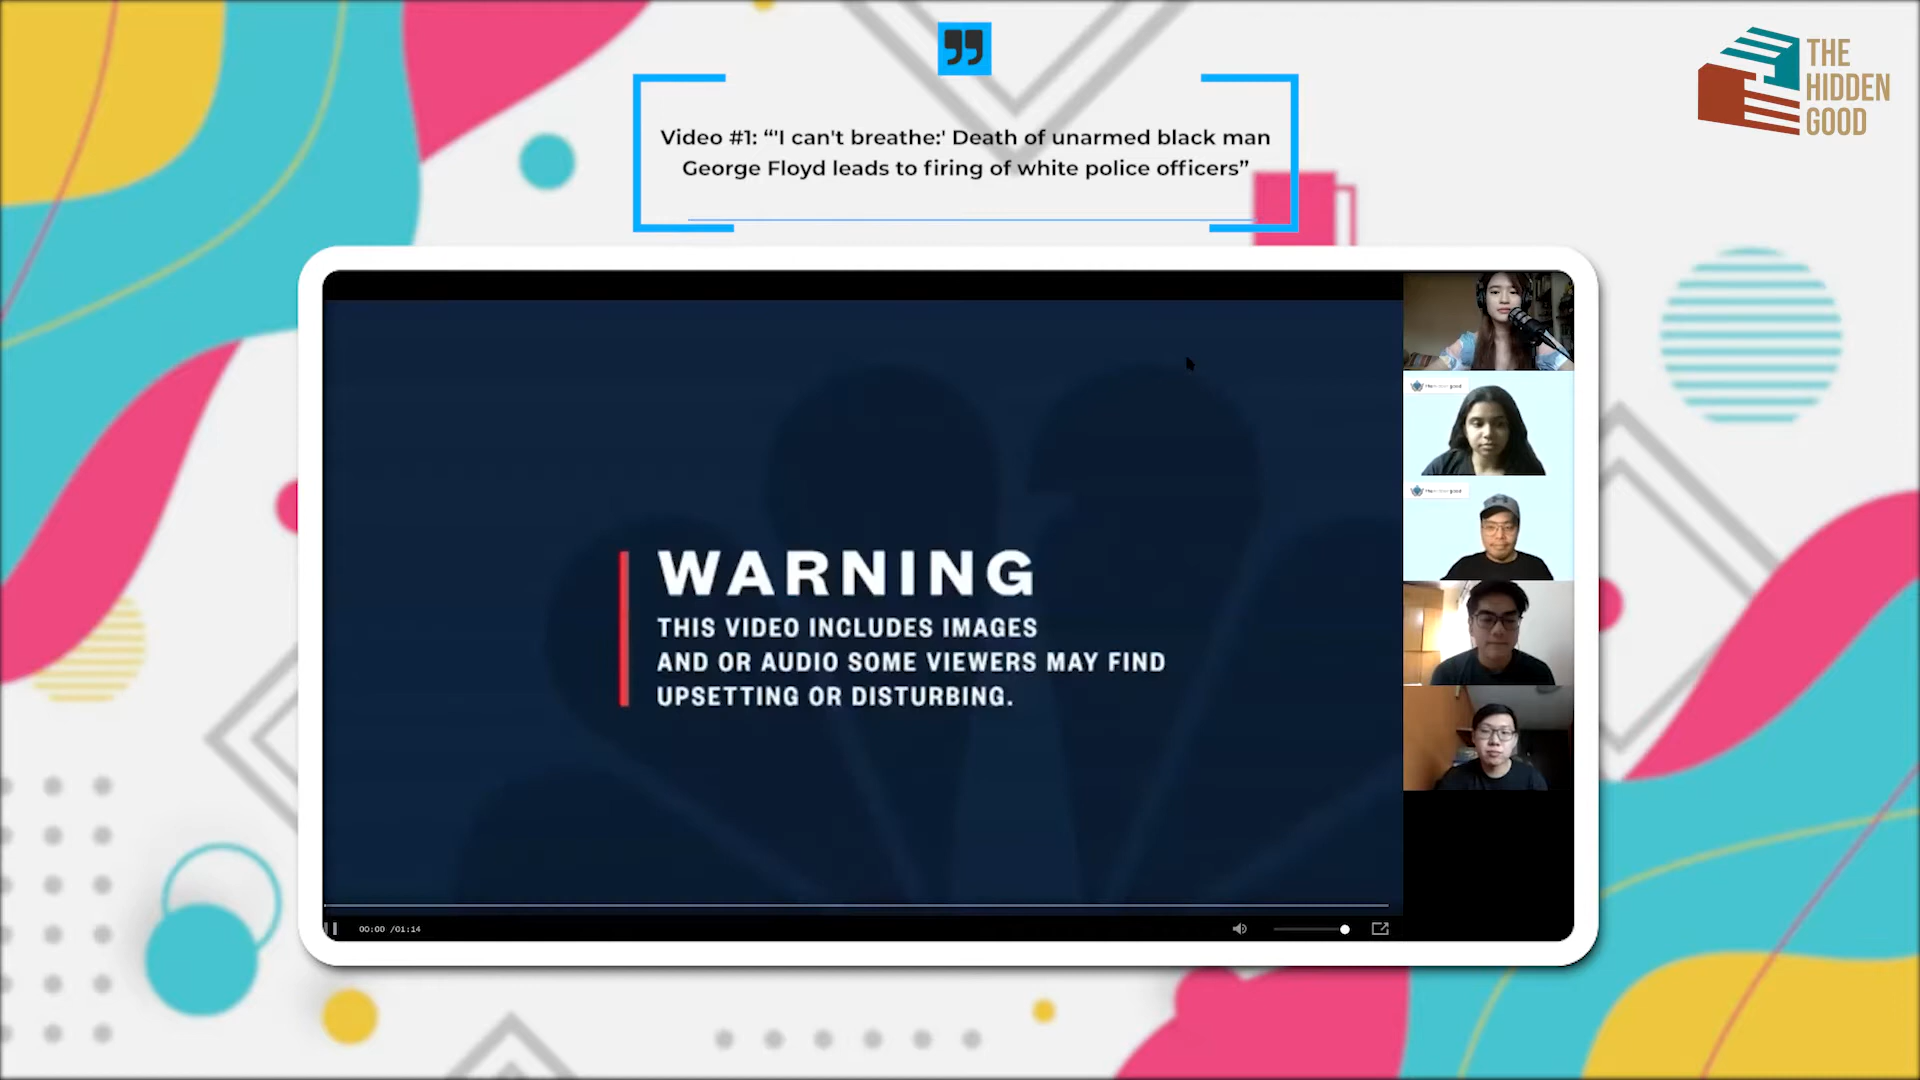 THE
HIDDEN
GOOD
Video #1: “'I can't breathe:' Death of unarmed black man
George Floyd leads to firing of white police officers”
WARNING
THIS VIDEO INCLUDES IMAGES
AND OR AUDIO SOME VIEWERS MAY FIND
UPSETTING OR DISTURBING.
00:00 /01:14